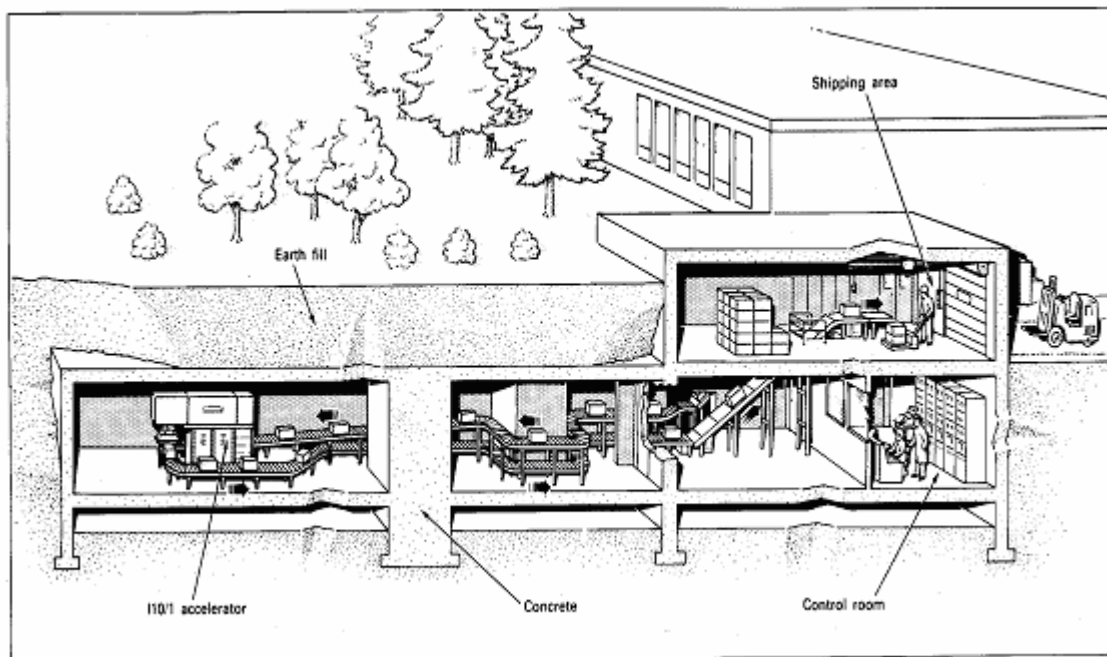 Shipping area
Earth fill
I10/1 accelerator
Concrete
Control room